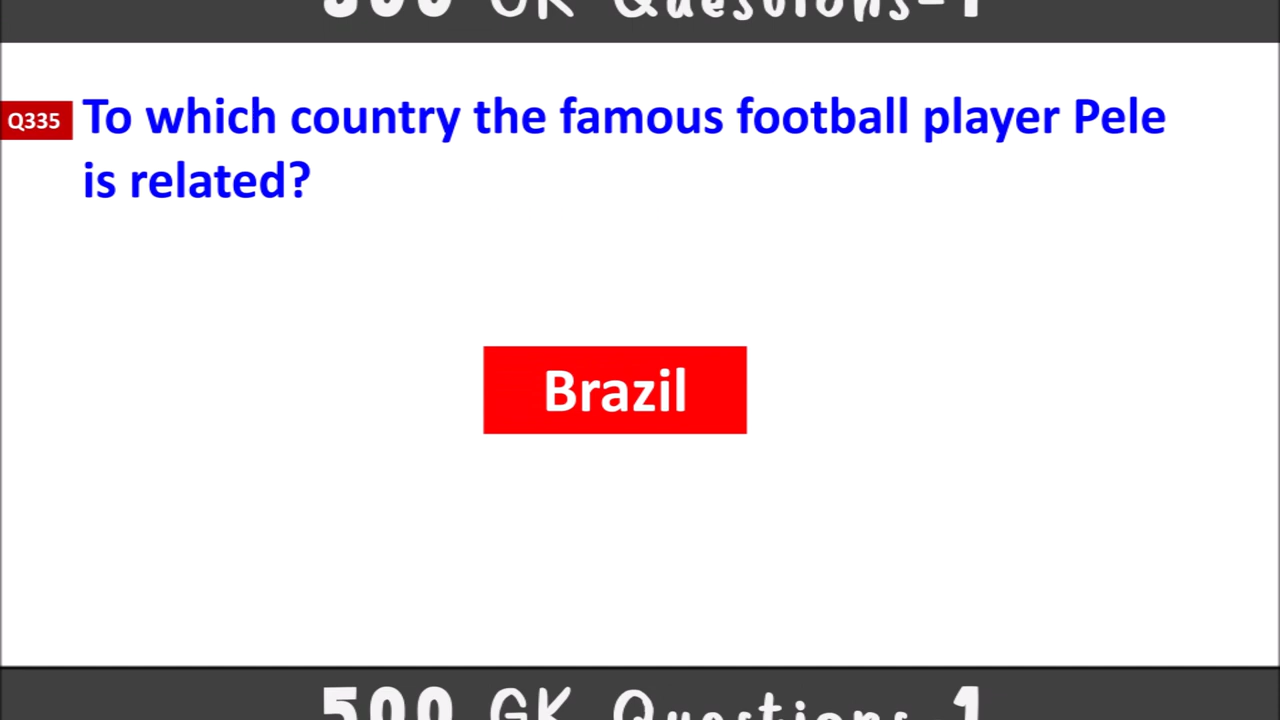 500 GK Questions-1
Q335 To which country the famous football player Pele
is related?
Brazil
500 GK Questions-1